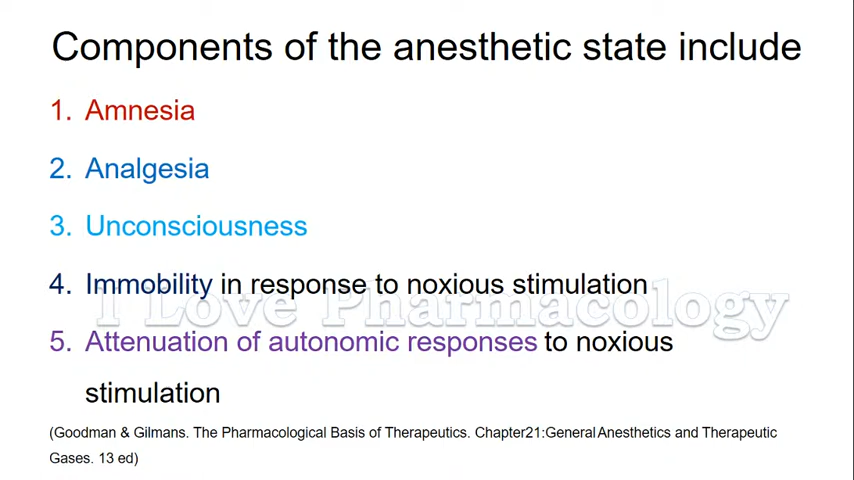 Components of the anesthetic state include
1. Amnesia
2. Analgesia
3. Unconsciousness
4. Immobility in response to noxious stimulation
I Love Pharmacology
5. Attenuation of autonomic responses to noxious
stimulation
(Goodman & Gilmans. The Pharmacological Basis of Therapeutics. Chapter21:General Anesthetics and Therapeutic
Gases. 13 ed)